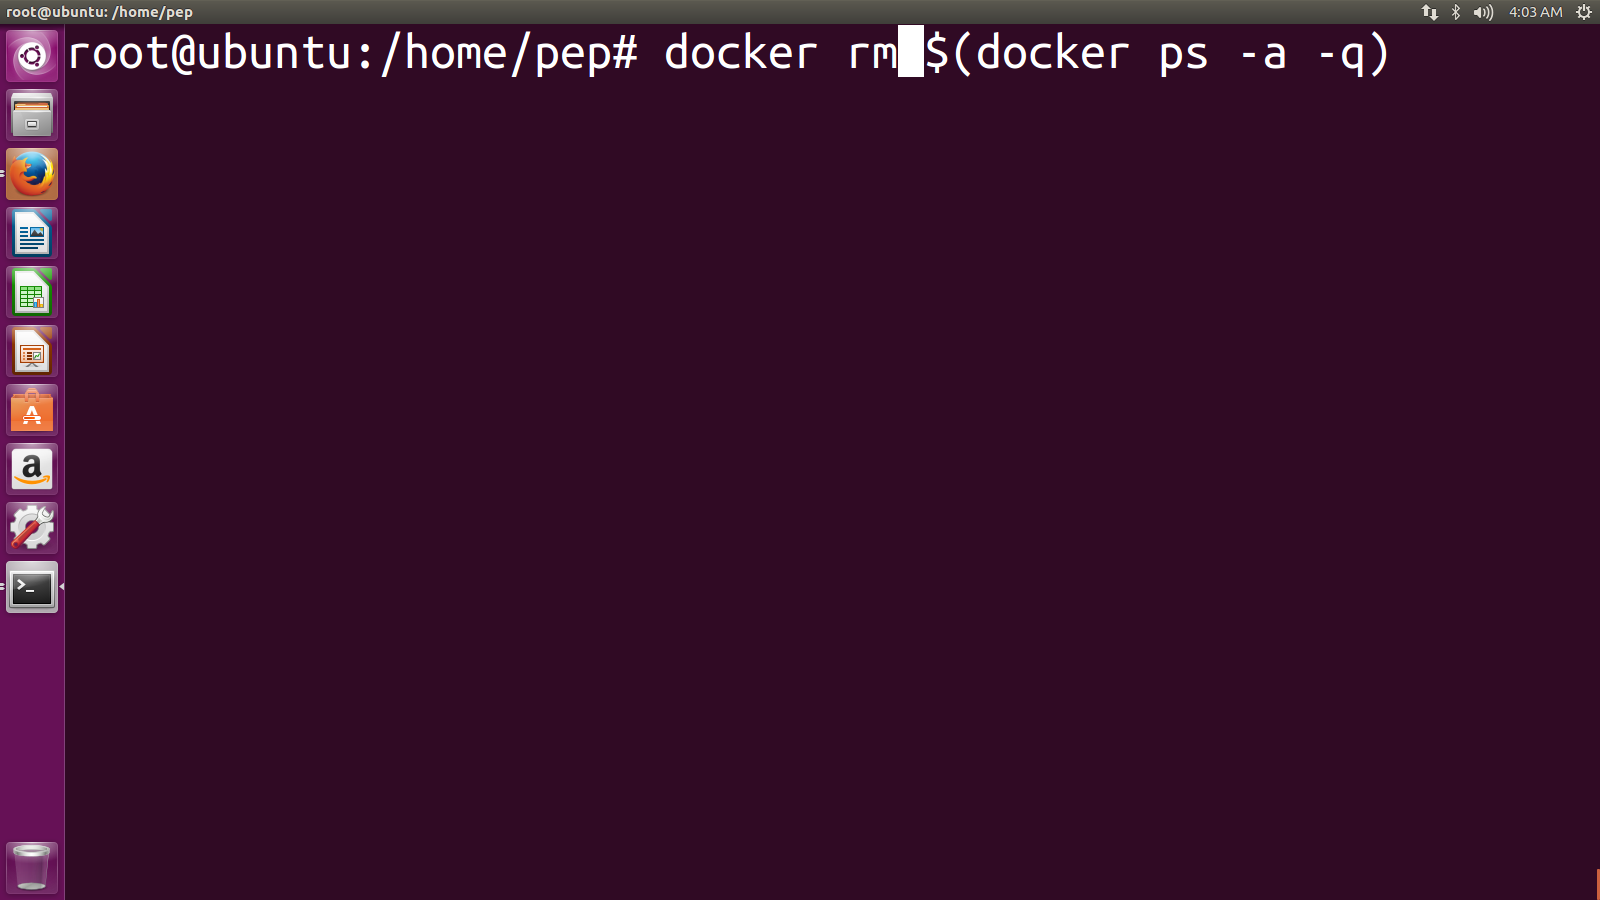 root@ubuntu: /home/pep
4:03 AM
root@ubuntu:/home/pep# docker rm $(docker ps -a -q)